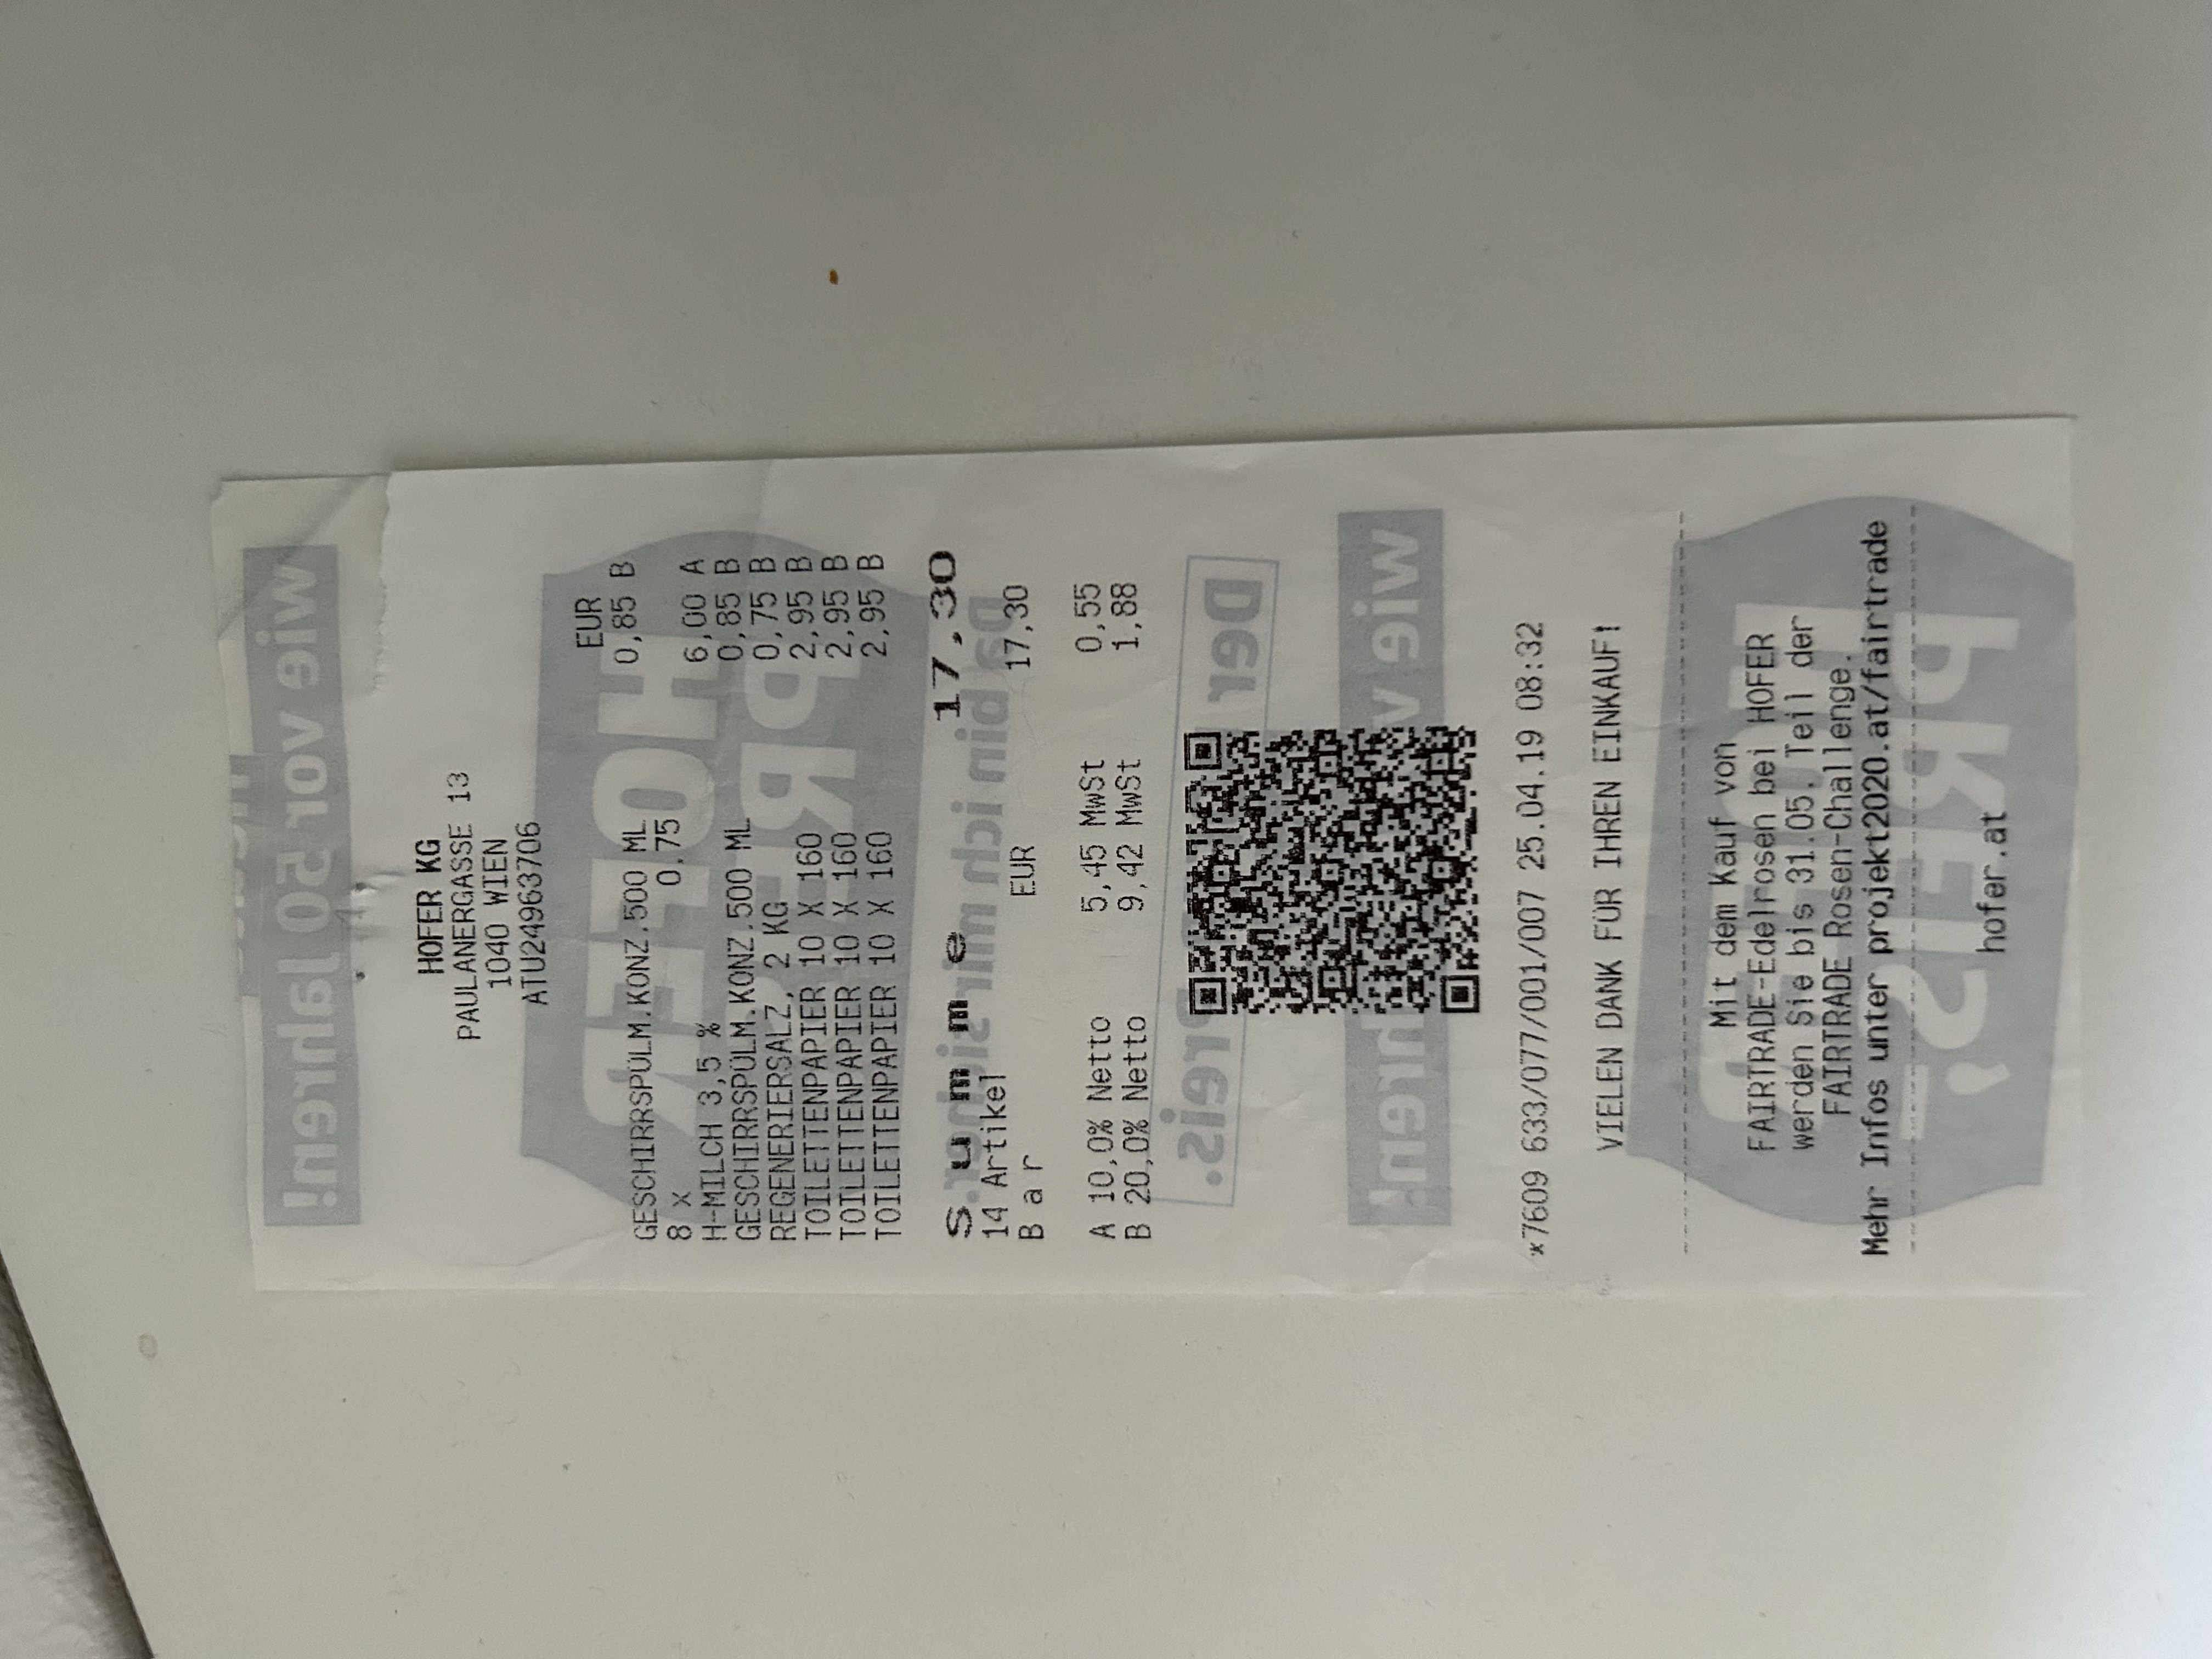 wie vor 50 Jahren!
HOFER KG
PAULANERGASSE 13
1040 WIEN
ATU24963706
EUR
GESCHIRRSPÜLM.KONZ.500 ML 0,85 B
8 x 0,75
H-MILCH 3,5 % 6,00 A
GESCHIRRSPÜLM.KONZ.500 ML 0,85 B
REGENERIERSALZ, 2 KG 0,75 B
TOILETTENPAPIER 10 X 160 2,95 B
TOILETTENPAPIER 10 X 160 2,95 B
TOILETTENPAPIER 10 X 160 2,95 B
Summe 17,30
14 Artikel
Bar EUR 17,30
A 10,0% Netto 5,45 MwSt 0,55
B 20,0% Netto 9,42 MwSt 1,88
*7609 633/077/001/007 25.04.19 08:32
VIELEN DANK FÜR IHREN EINKAUF!
Mit dem Kauf von
FAIRTRADE-Edelrosen bei HOFER
werden Sie bis 31.05. Teil der
FAIRTRADE Rosen-Challenge.
Mehr Infos unter projekt2020.at/fairtrade
hofer.at